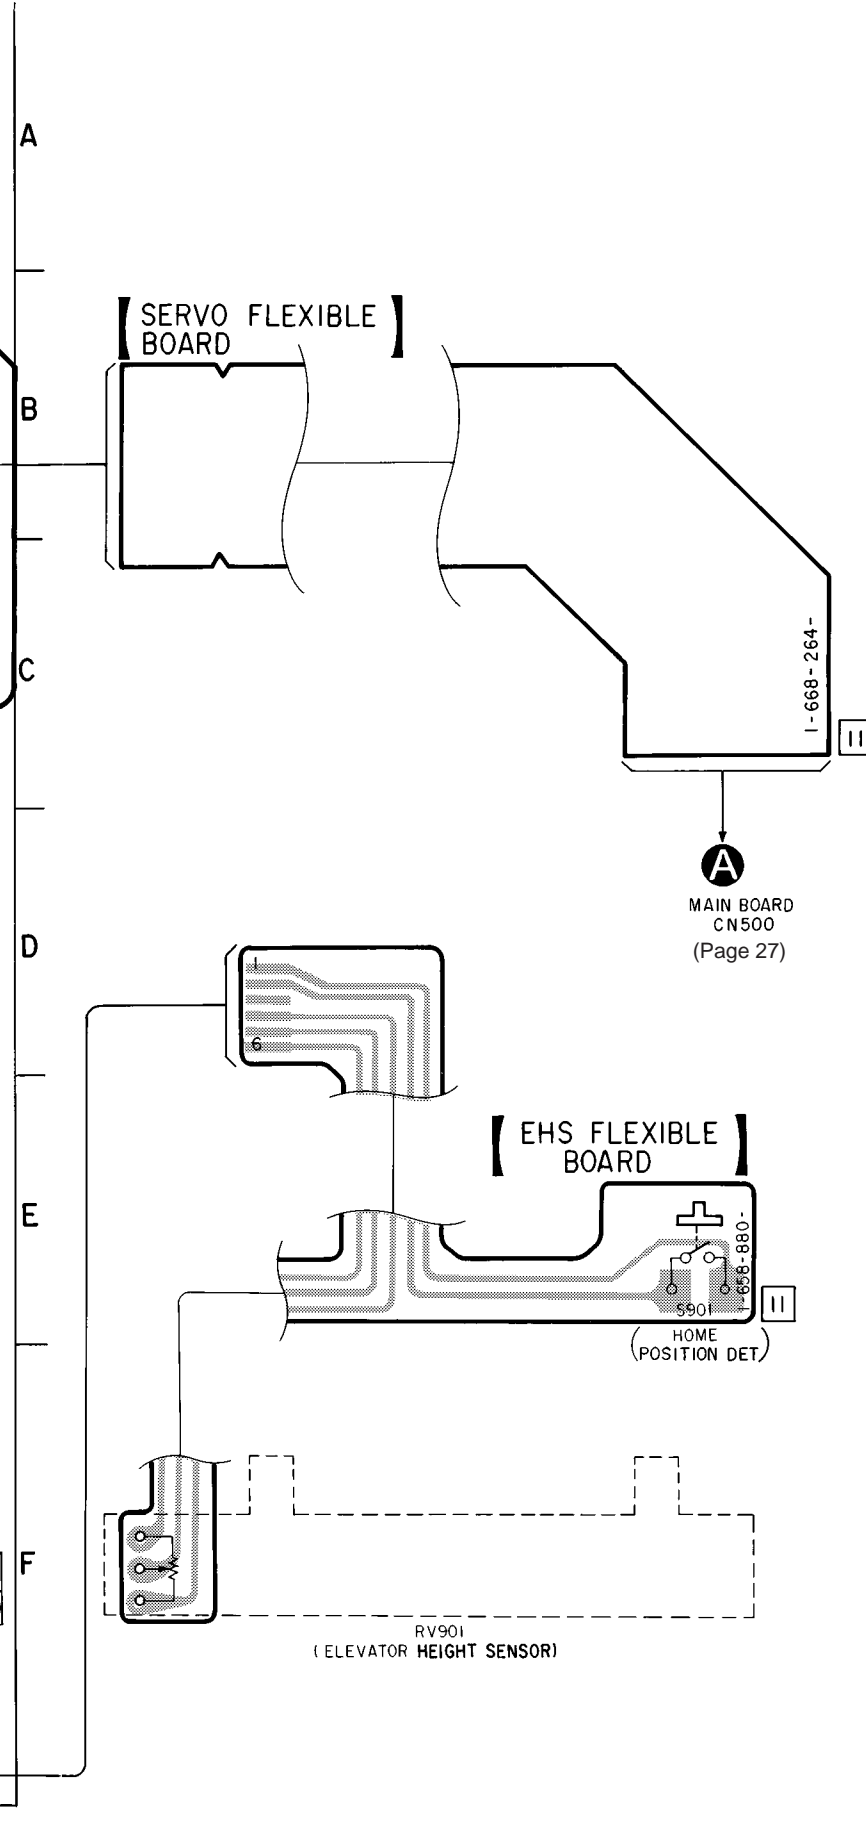 A
SERVO FLEXIBLE
BOARD
B
1-668-264-
C
11
A
MAIN BOARD
CN500
(Page 27)
D
1
6
EHS FLEXIBLE
BOARD
E
1-658-880-
S901
11
HOME
(POSITION DET.)
F
RV901
(ELEVATOR HEIGHT SENSOR)